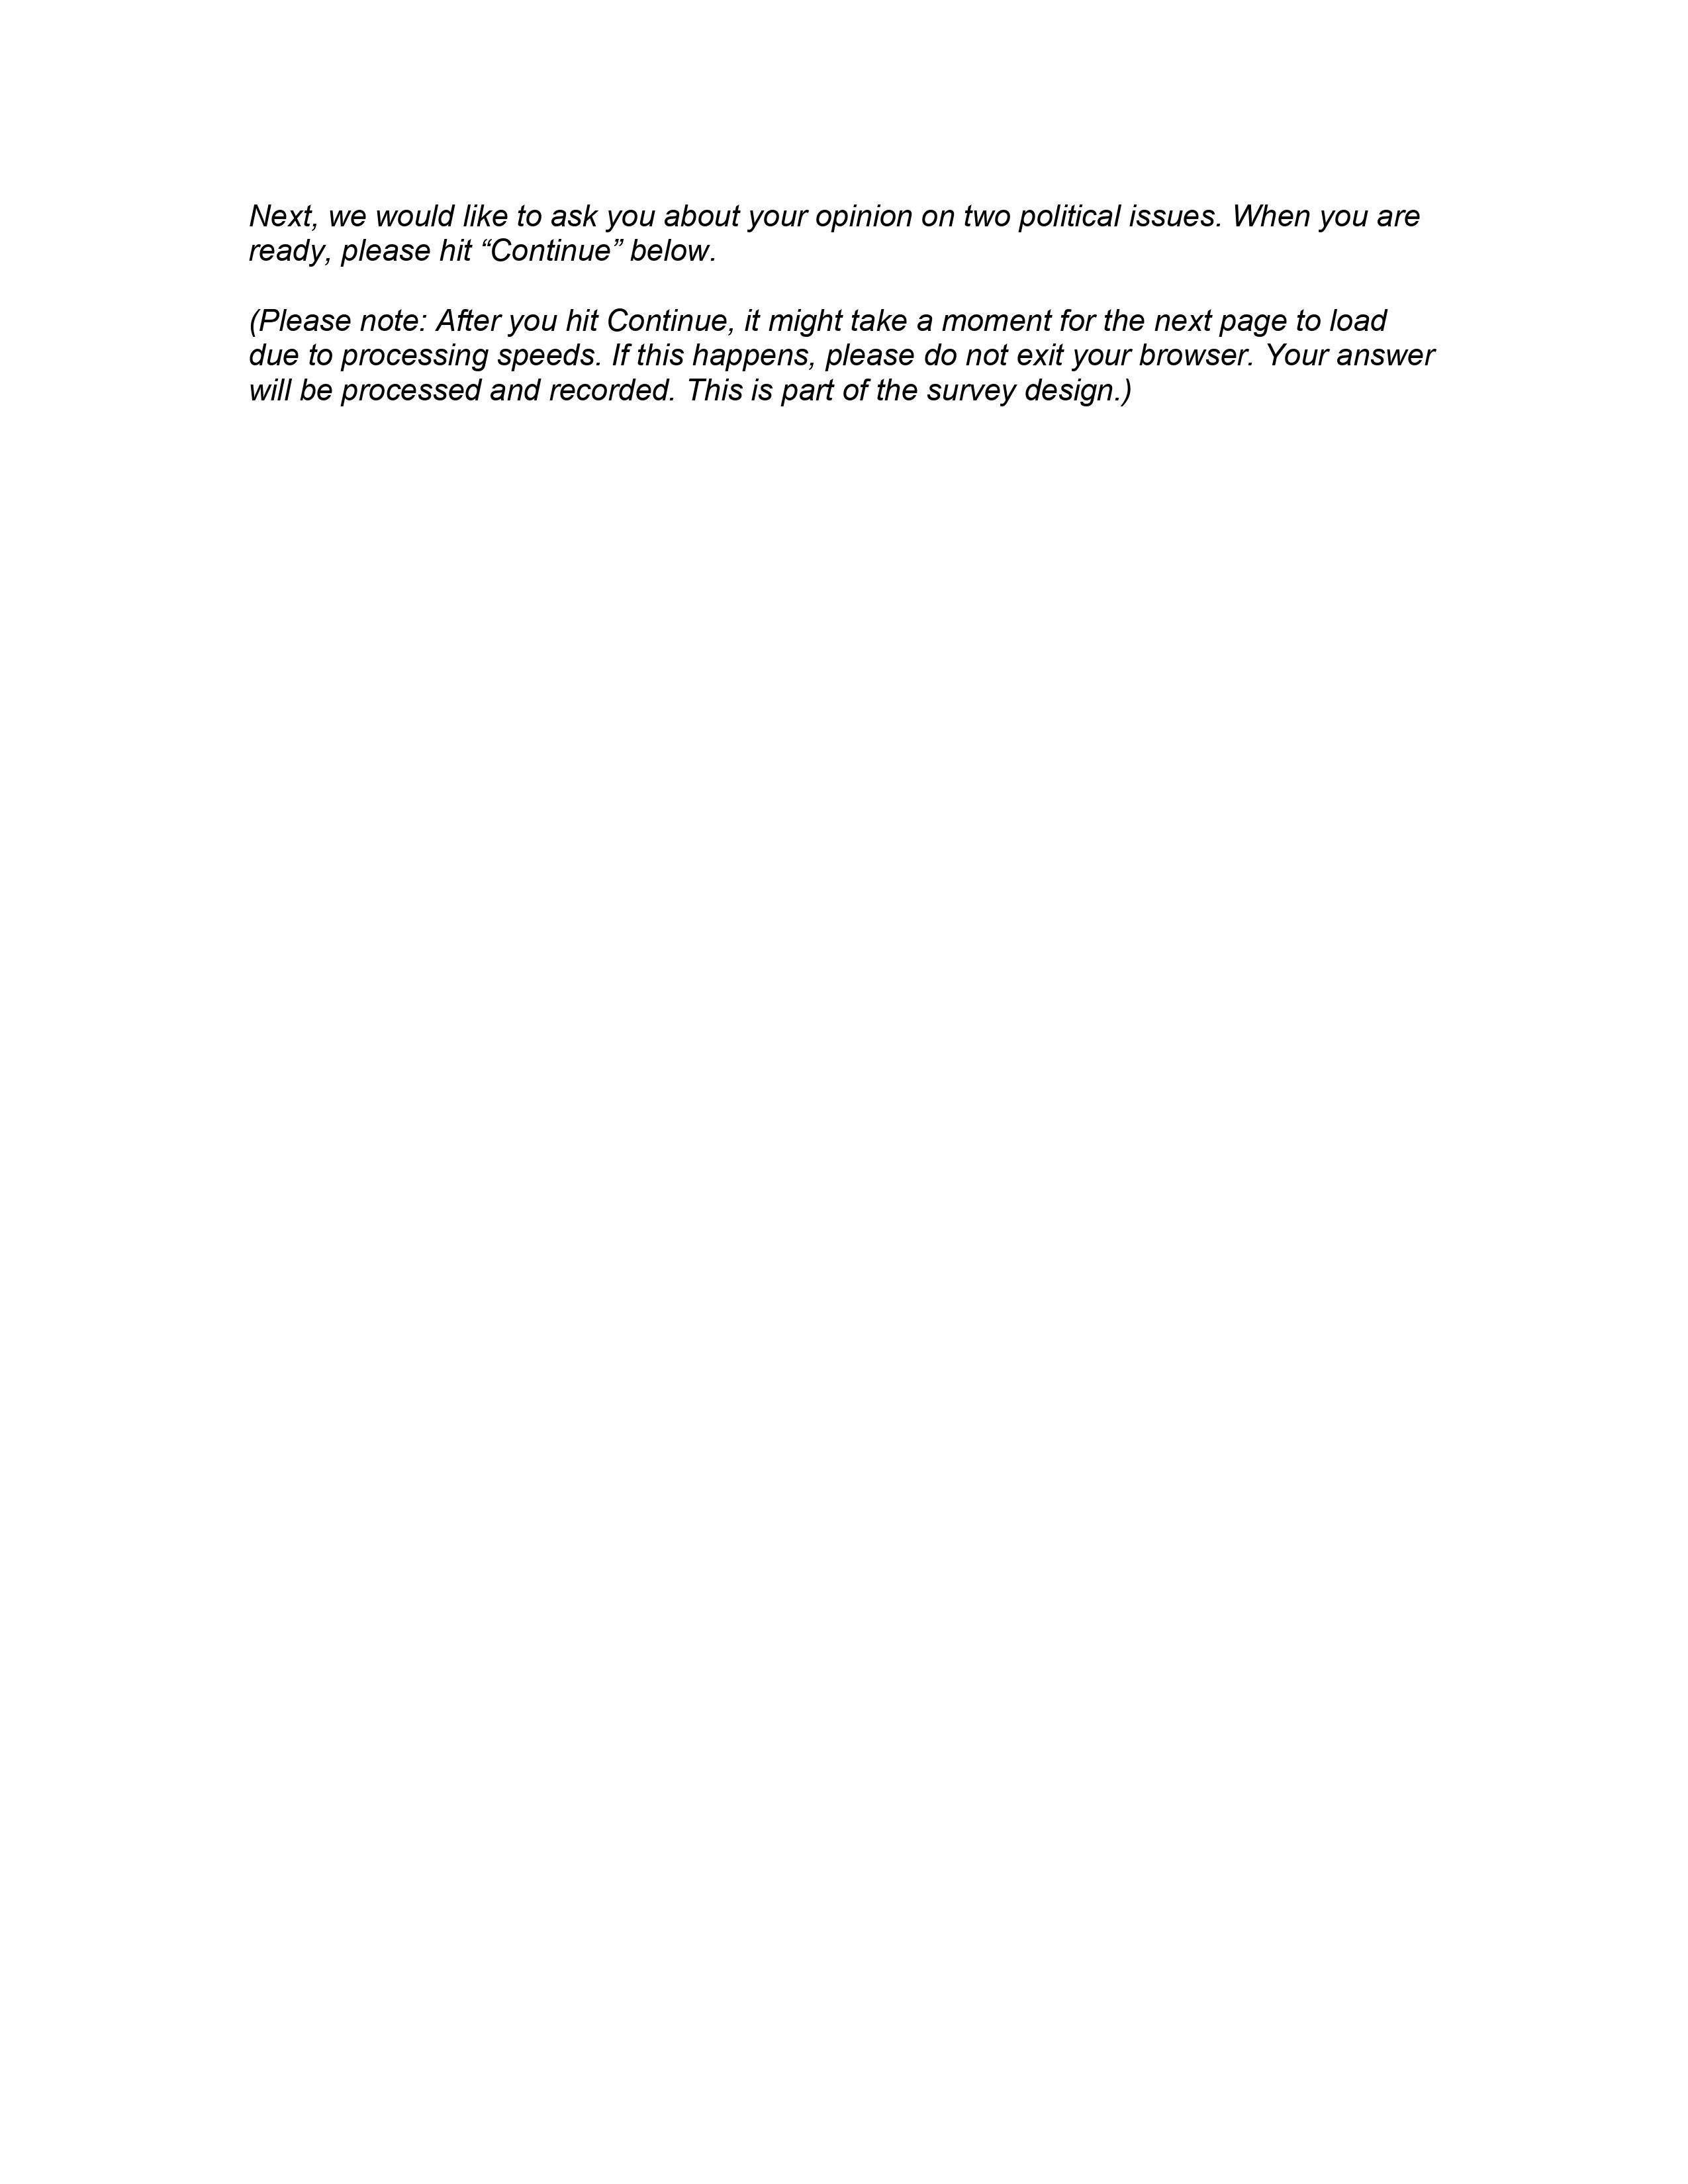 Next, we would like to ask you about your opinion on two political issues. When you are
ready, please hit “Continue” below.
(Please note: After you hit Continue, it might take a moment for the next page to load
due to processing speeds. If this happens, please do not exit your browser. Your answer
will be processed and recorded. This is part of the survey design.)